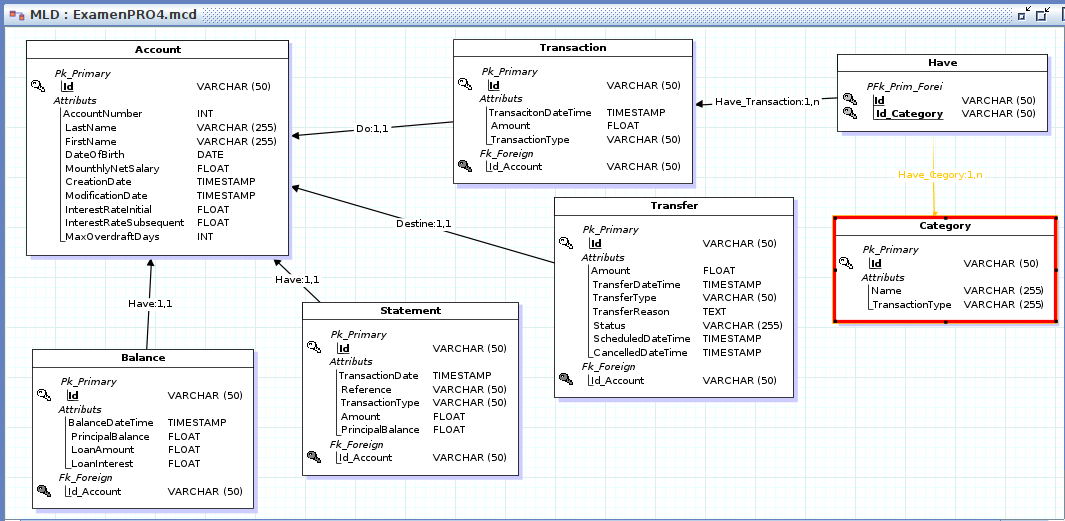 MLD : ExamenPRO4.mcd
Account
Pk_Primary
Id VARCHAR (50)
Attributs
AccountNumber INT
LastName VARCHAR (255)
FirstName VARCHAR (255)
DateOfBirth DATE
MounthlyNetSalary FLOAT
CreationDate TIMESTAMP
ModificationDate TIMESTAMP
InterestRateInitial FLOAT
InterestRateSubsequent FLOAT
MaxOverdraftDays INT
Do:1,1
Transaction
Pk_Primary
Id VARCHAR (50)
Attributs
TransacitonDateTime TIMESTAMP
Amount FLOAT
TransactionType VARCHAR (50)
Fk_Foreign
Id_Account VARCHAR (50)
Have_Transaction:1,n
Have
PFk_Prim_Forei
Id VARCHAR (50)
Id_Category VARCHAR (50)
Have_Cegory:1,n
Category
Pk_Primary
Id VARCHAR (50)
Attributs
Name VARCHAR (255)
TransactionType VARCHAR (255)
Destine:1,1
Transfer
Pk_Primary
Id VARCHAR (50)
Attributs
Amount FLOAT
TransferDateTime TIMESTAMP
TransferType VARCHAR (50)
TransferReason TEXT
Status VARCHAR (255)
ScheduledDateTime TIMESTAMP
CancelledDateTime TIMESTAMP
Fk_Foreign
Id_Account VARCHAR (50)
Have:1,1
Statement
Pk_Primary
Id VARCHAR (50)
Attributs
TransactionDate TIMESTAMP
Reference VARCHAR (50)
TransactionType VARCHAR (50)
Amount FLOAT
PrincipalBalance FLOAT
Fk_Foreign
Id_Account VARCHAR (50)
Have:1,1
Balance
Pk_Primary
Id VARCHAR (50)
Attributs
BalanceDateTime TIMESTAMP
PrincipalBalance FLOAT
LoanAmount FLOAT
LoanInterest FLOAT
Fk_Foreign
Id_Account VARCHAR (50)